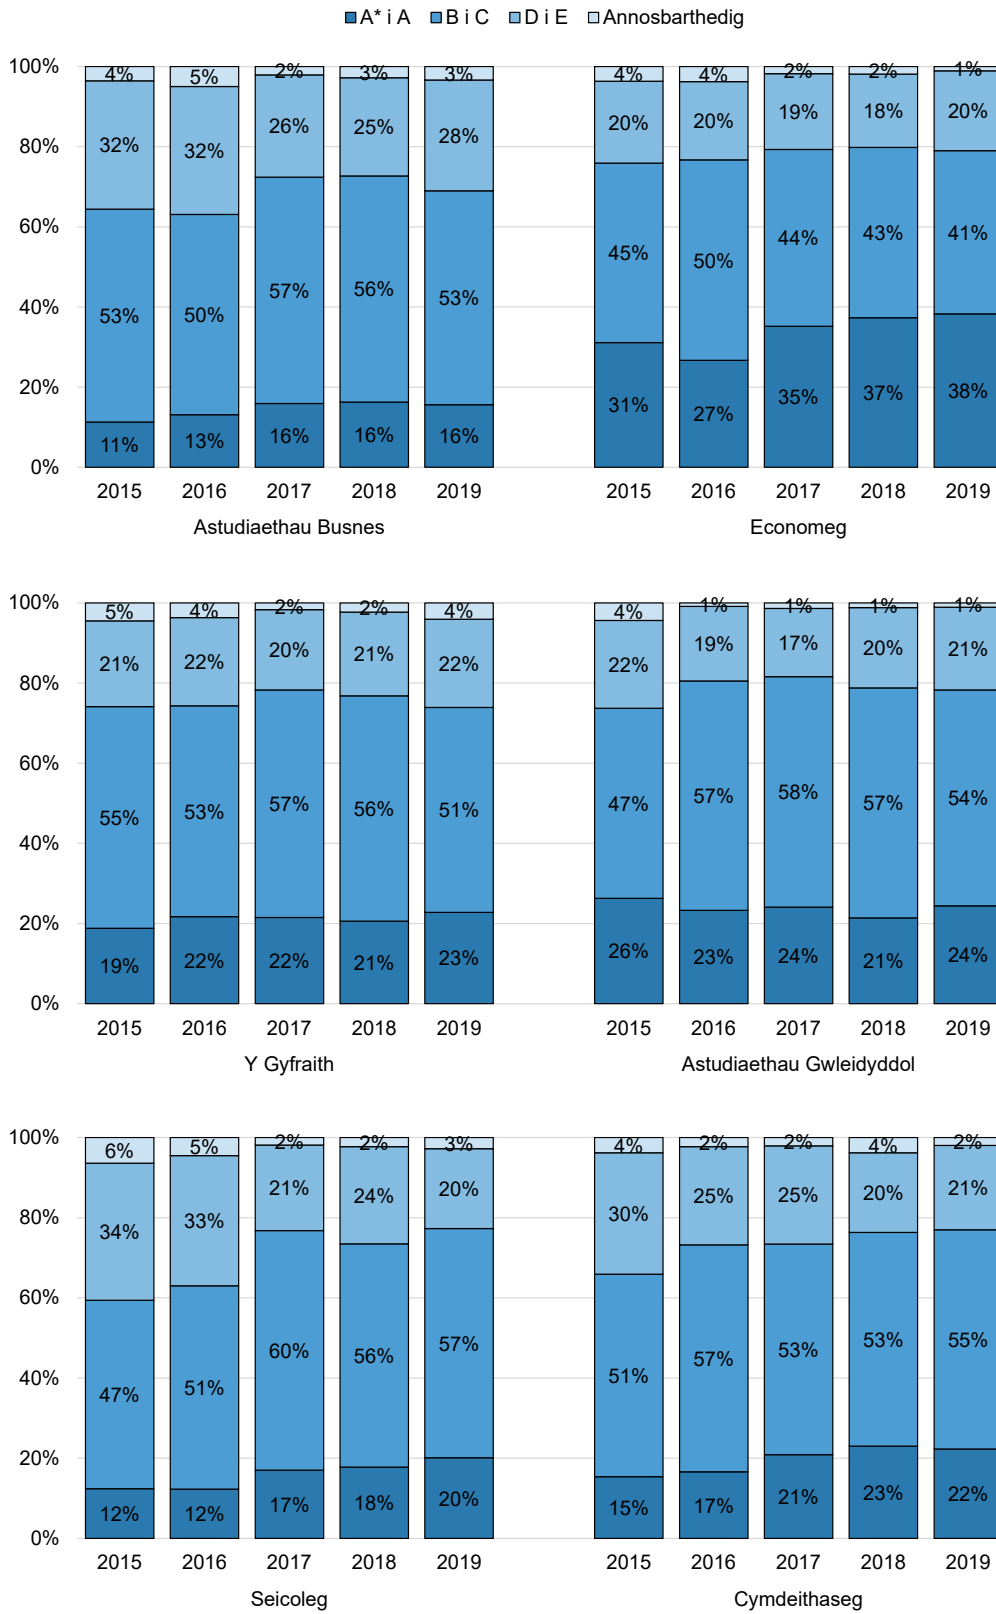 A* i A B i C D i E Annosbarthedig
100% 4% 5% 2% 3% 3% 4% 4% 2% 2% 1%
80% 32% 32% 26% 25% 28% 20% 20% 19% 18% 20%
60% 53% 50% 57% 56% 53% 45% 50% 44% 43% 41%
40%
20% 11% 13% 16% 16% 16% 31% 27% 35% 37% 38%
0%
2015 2016 2017 2018 2019 2015 2016 2017 2018 2019
Astudiaethau Busnes Economeg
100% 5% 4% 2% 2% 4% 4% 1% 1% 1% 1%
80% 21% 22% 20% 21% 22% 22% 19% 17% 20% 21%
60% 55% 53% 57% 56% 51% 47% 57% 58% 57% 54%
40%
20% 19% 22% 22% 21% 23% 26% 23% 24% 21% 24%
0%
2015 2016 2017 2018 2019 2015 2016 2017 2018 2019
Y Gyfraith Astudiaethau Gwleidyddol
100% 6% 5% 2% 2% 3% 4% 2% 2% 4% 2%
80% 34% 33% 21% 24% 20% 30% 25% 25% 20% 21%
60% 47% 51% 60% 56% 57% 51% 57% 53% 53% 55%
40%
20% 12% 12% 17% 18% 20% 15% 17% 21% 23% 22%
0%
2015 2016 2017 2018 2019 2015 2016 2017 2018 2019
Seicoleg Cymdeithaseg